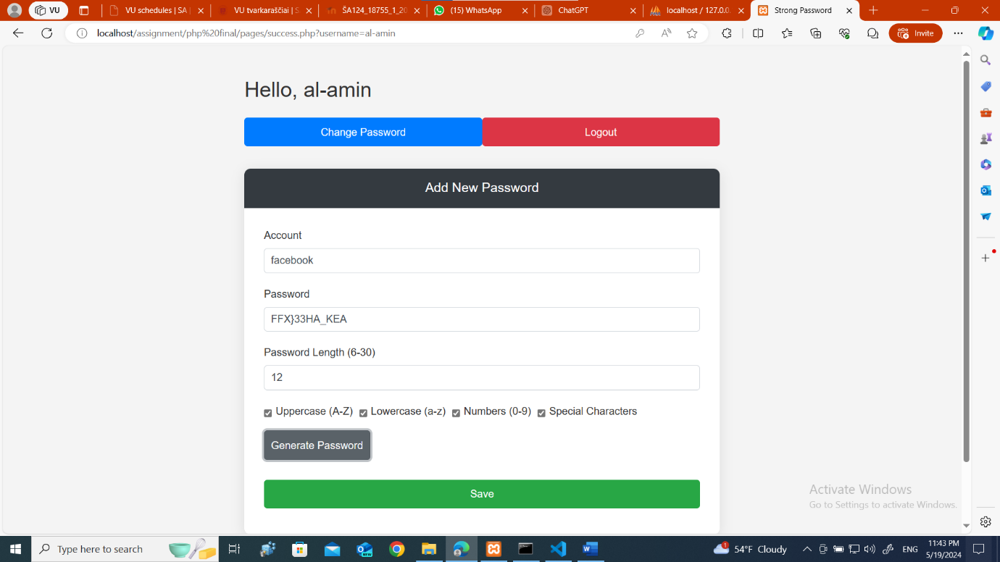 VU
VU schedules | SA |
VU tvarkaraščiai | S
ŠA124_18755_1_20
(15) WhatsApp
ChatGPT
localhost / 127.0.0.
Strong Password
localhost/assignment/php%20final/pages/success.php?username=al-amin
Invite
Hello, al-amin
Change Password
Logout
Add New Password
Account
facebook
Password
FFX}33HA_KEA
Password Length (6-30)
12
Uppercase (A-Z) Lowercase (a-z) Numbers (0-9) Special Characters
Generate Password
Save
Activate Windows
Go to Settings to activate Windows.
Type here to search
1
54°F Cloudy
ENG
11:43 PM
5/19/2024